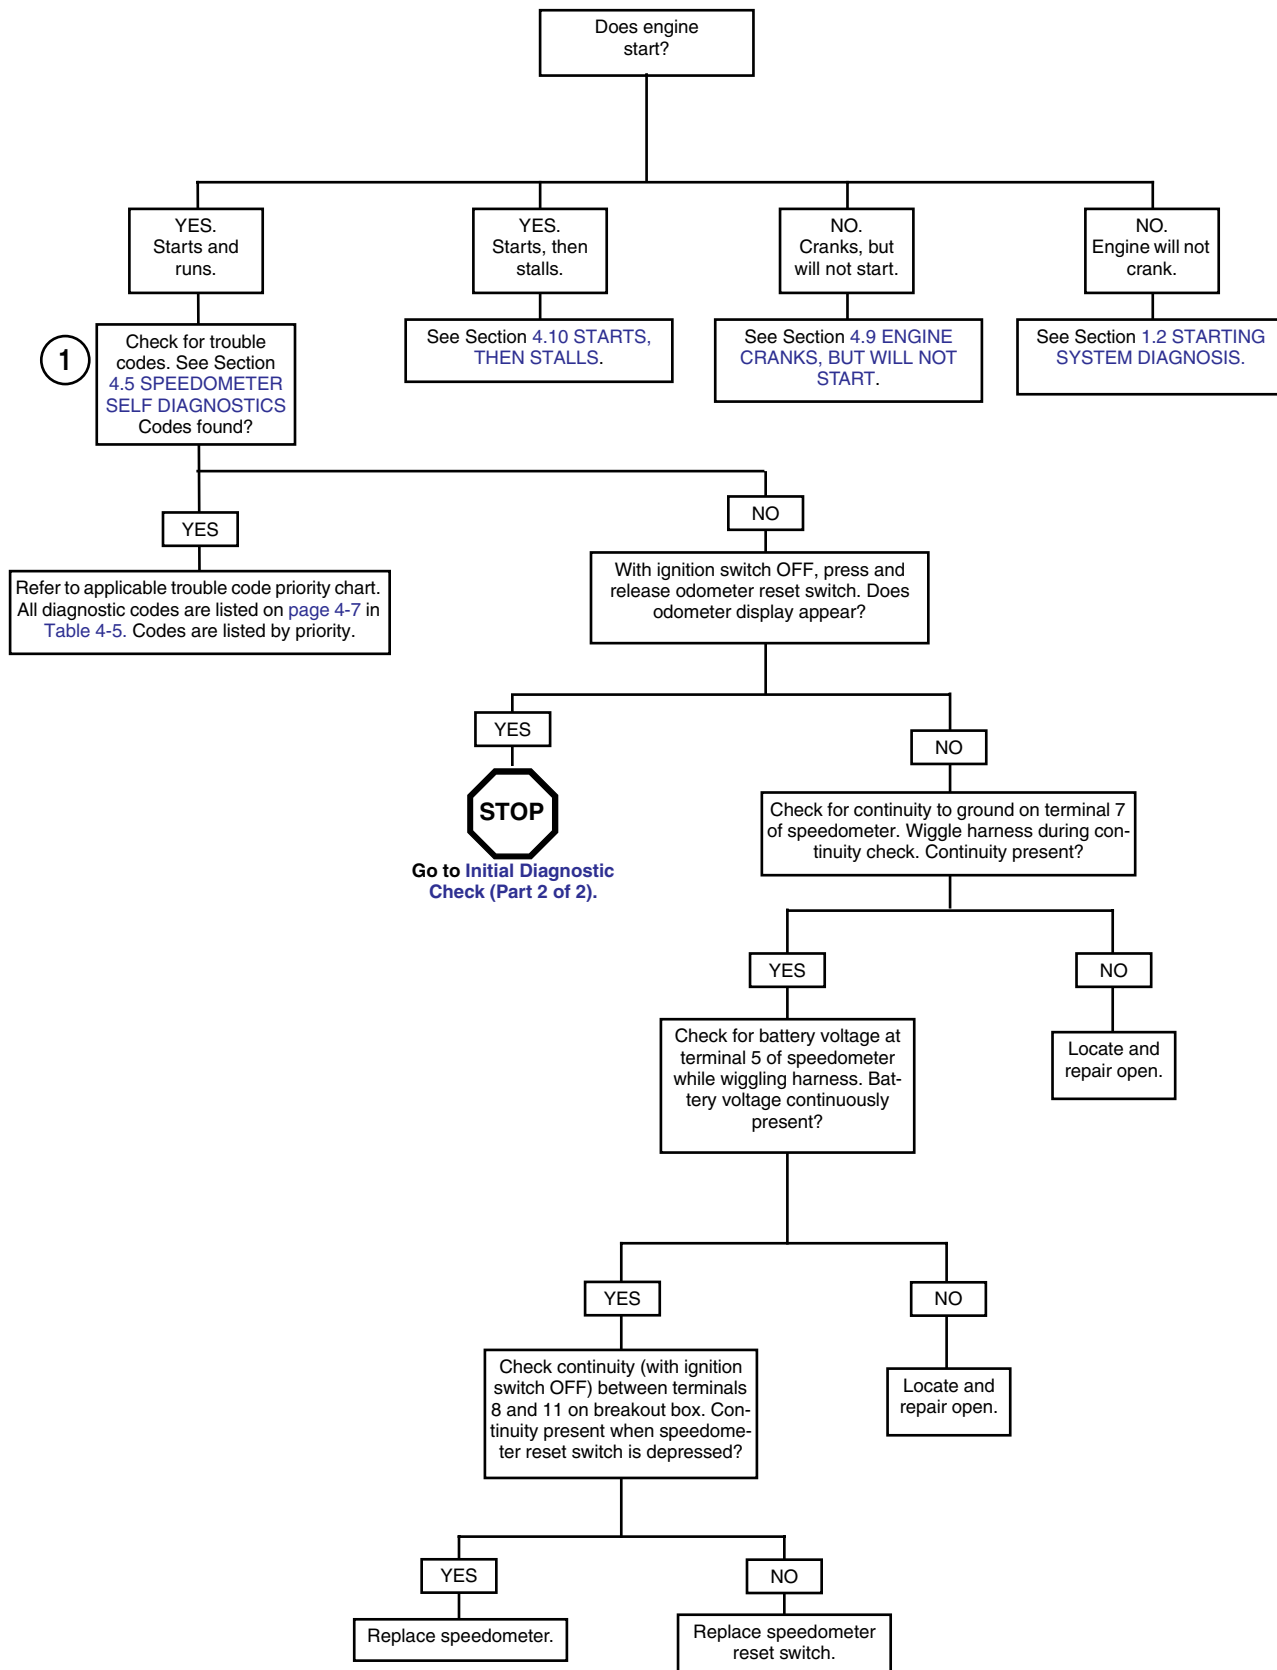 Does engine
start?
YES.
Starts and
runs.
YES.
Starts, then
stalls.
NO.
Cranks, but
will not start.
NO.
Engine will not
crank.
1
Check for trouble
codes. See Section
4.5 SPEEDOMETER
SELF DIAGNOSTICS
Codes found?
See Section 4.10 STARTS,
THEN STALLS.
See Section 4.9 ENGINE
CRANKS, BUT WILL NOT
START.
See Section 1.2 STARTING
SYSTEM DIAGNOSIS.
YES
NO
Refer to applicable trouble code priority chart.
All diagnostic codes are listed on page 4-7 in
Table 4-5. Codes are listed by priority.
With ignition switch OFF, press and
release odometer reset switch. Does
odometer display appear?
YES
NO
STOP
Go to Initial Diagnostic
Check (Part 2 of 2).
Check for continuity to ground on terminal 7
of speedometer. Wiggle harness during con-
tinuity check. Continuity present?
YES
NO
Check for battery voltage at
terminal 5 of speedometer
while wiggling harness. Bat-
tery voltage continuously
present?
Locate and
repair open.
YES
NO
Check continuity (with ignition
switch OFF) between terminals
8 and 11 on breakout box. Con-
tinuity present when speedome-
ter reset switch is depressed?
Locate and
repair open.
YES
NO
Replace speedometer.
Replace speedometer
reset switch.